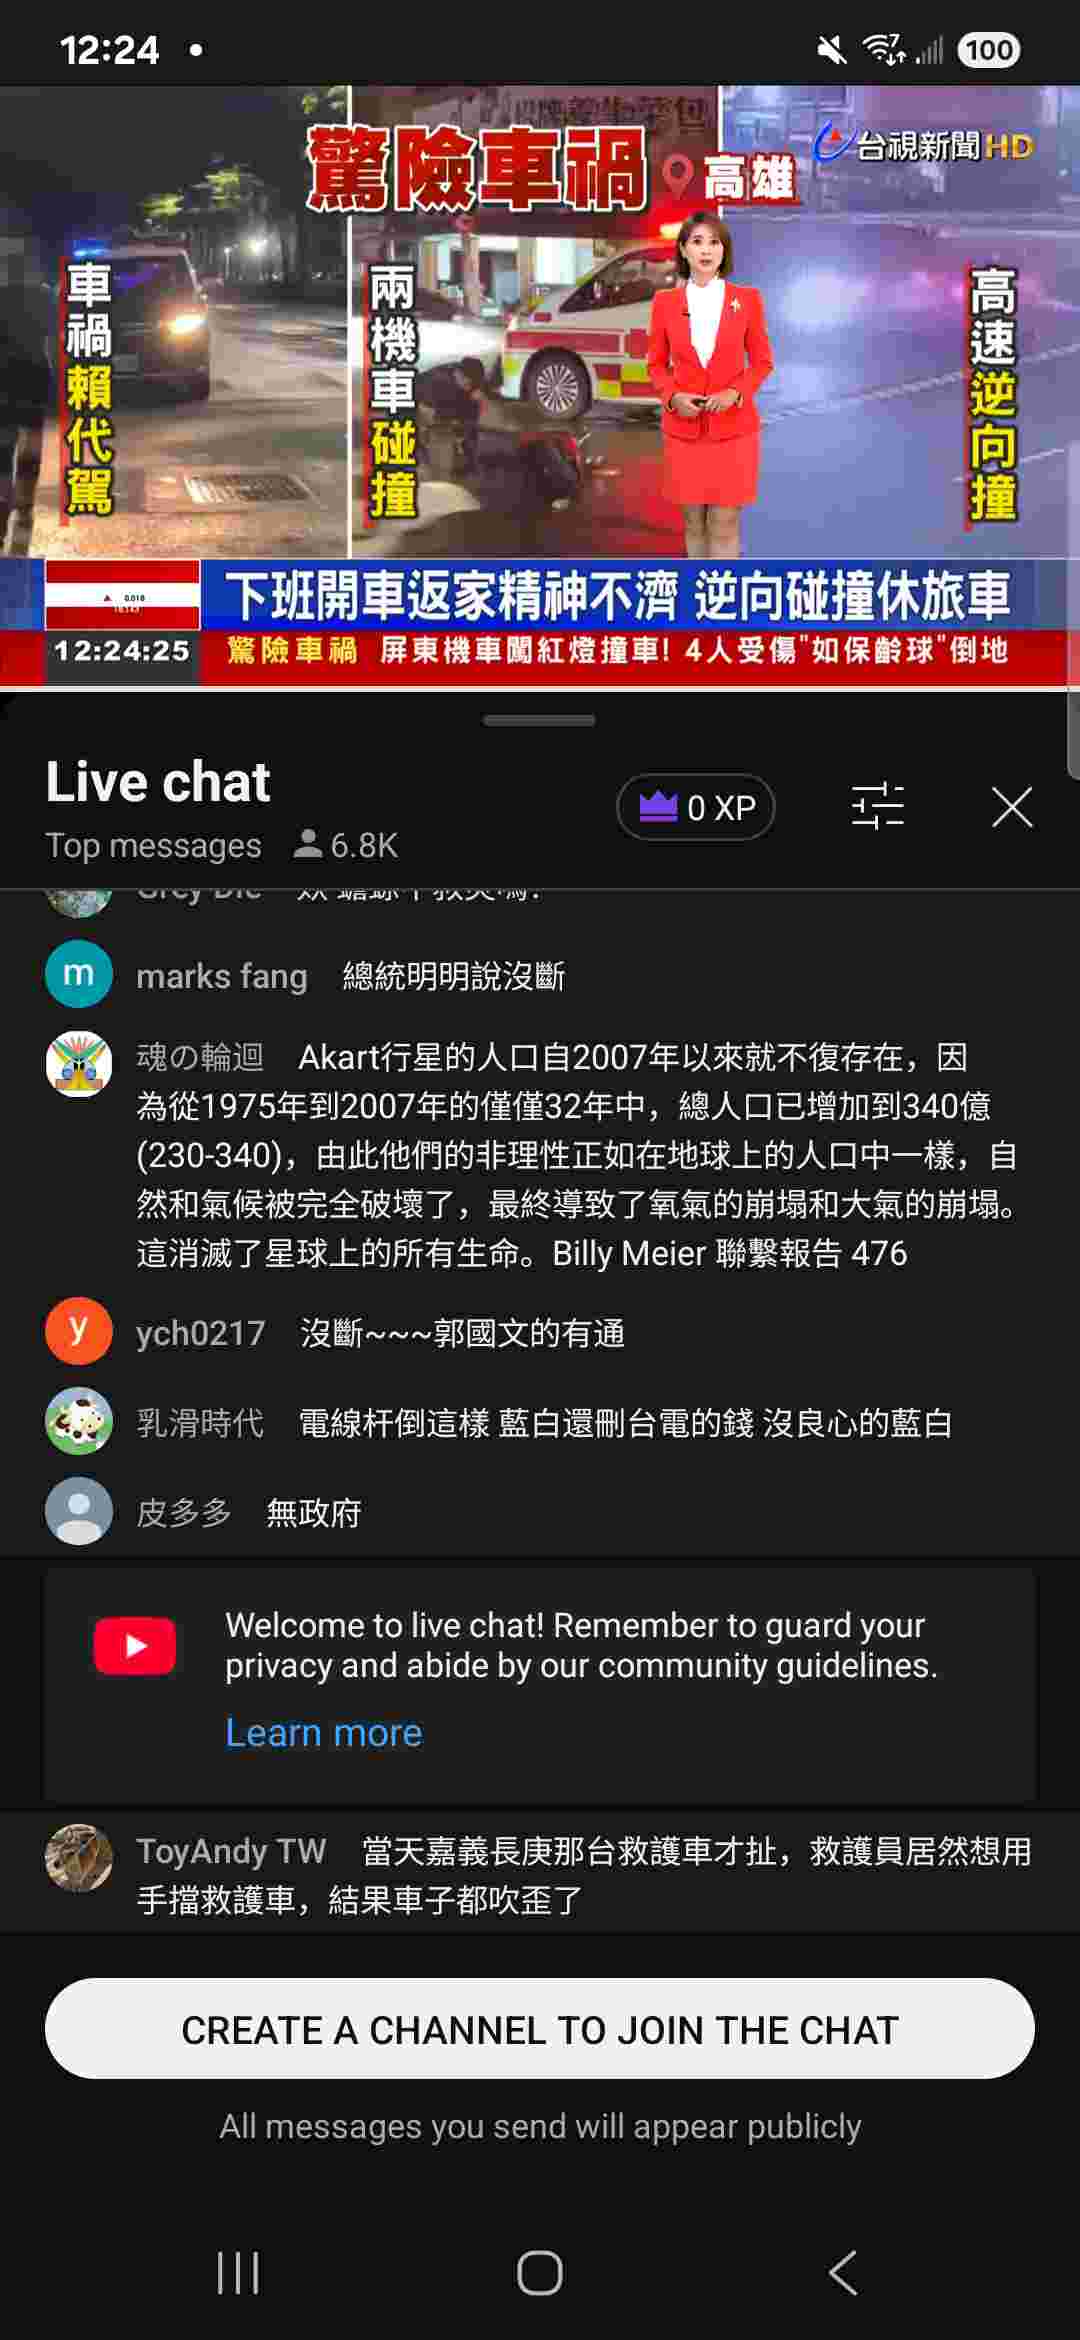 12:24
7
100
驚險車禍 高雄
台視新聞HD
車禍賴代駕
兩機車碰撞
高速逆向撞
0.018
下班開車返家精神不濟 逆向碰撞休旅車
12:24:25
驚險車禍 屏東機車闖紅燈撞車! 4人受傷"如保齡球"倒地
Live chat
0 XP
Top messages 6.8K
Grey Die
m
marks fang 總統明明說沒斷
魂の輪迴 Akart行星的人口自2007年以來就不復存在，因
為從1975年到2007年的僅僅32年中，總人口已增加到340億
(230-340)，由此他們的非理性正如在地球上的人口中一樣，自
然和氣候被完全破壞了，最終導致了氧氣的崩塌和大氣的崩塌。
這消滅了星球上的所有生命。Billy Meier 聯繫報告 476
y
ych0217 沒斷~~~郭國文的有通
乳滑時代 電線杆倒這樣 藍白還刪台電的錢 沒良心的藍白
皮多多 無政府
Welcome to live chat! Remember to guard your
privacy and abide by our community guidelines.
Learn more
ToyAndy TW 當天嘉義長庚那台救護車才扯，救護員居然想用
手擋救護車，結果車子都吹歪了
CREATE A CHANNEL TO JOIN THE CHAT
All messages you send will appear publicly